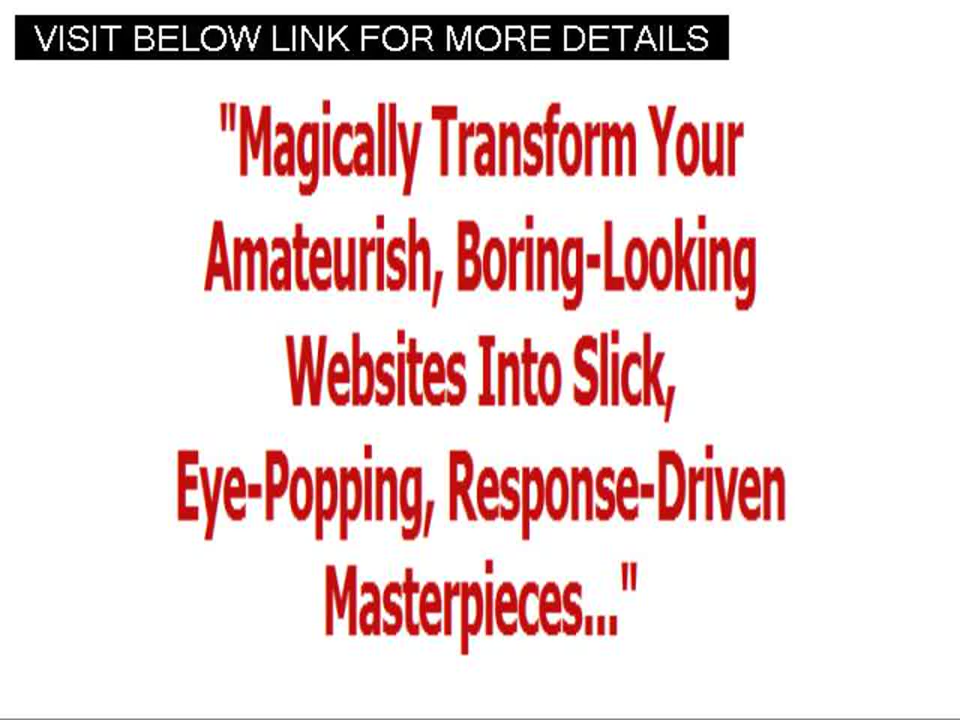 VISIT BELOW LINK FOR MORE DETAILS
"Magically Transform Your
Amateurish, Boring-Looking
Websites Into Slick,
Eye-Popping, Response-Driven
Masterpieces..."